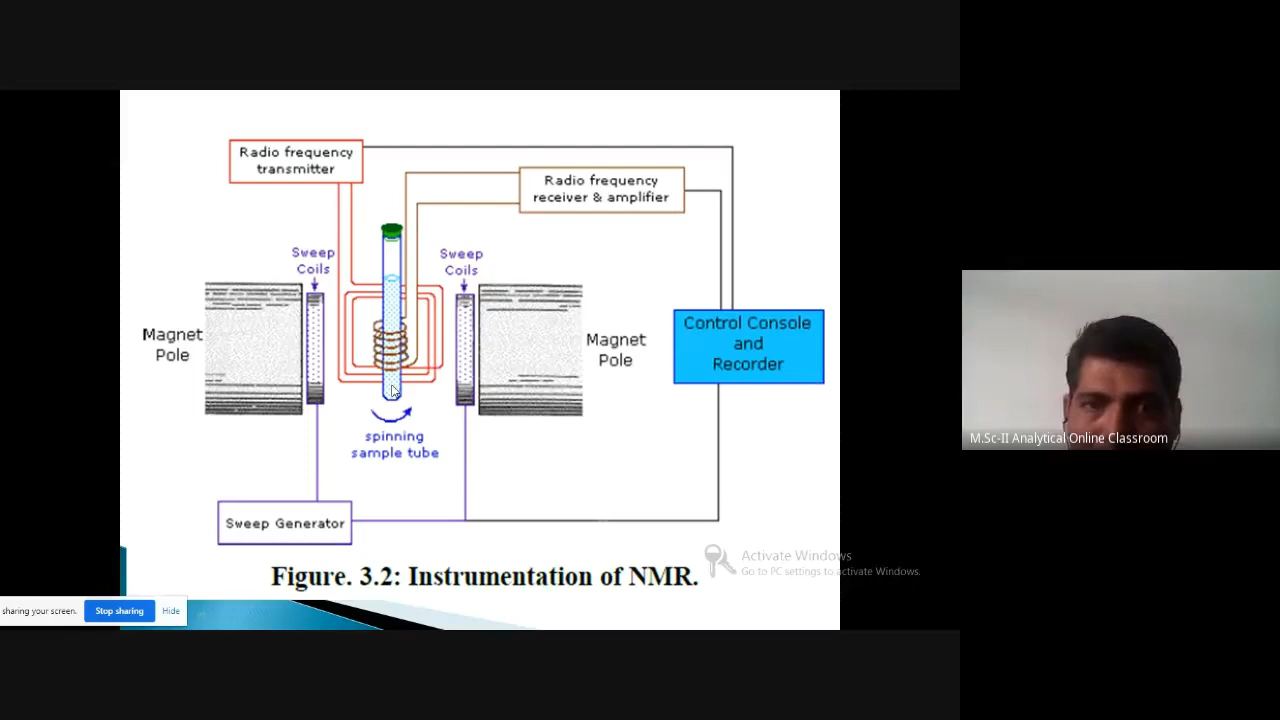 Radio frequency
transmitter
Radio frequency
receiver & amplifier
Sweep
Coils
Sweep
Coils
Magnet
Pole
Magnet
Pole
Control Console
and
Recorder
spinning
sample tube
Sweep Generator
Figure. 3.2: Instrumentation of NMR.
Activate Windows
Go to PC settings to activate Windows.
sharing your screen.
Stop sharing
Hide
M.Sc-II Analytical Online Classroom